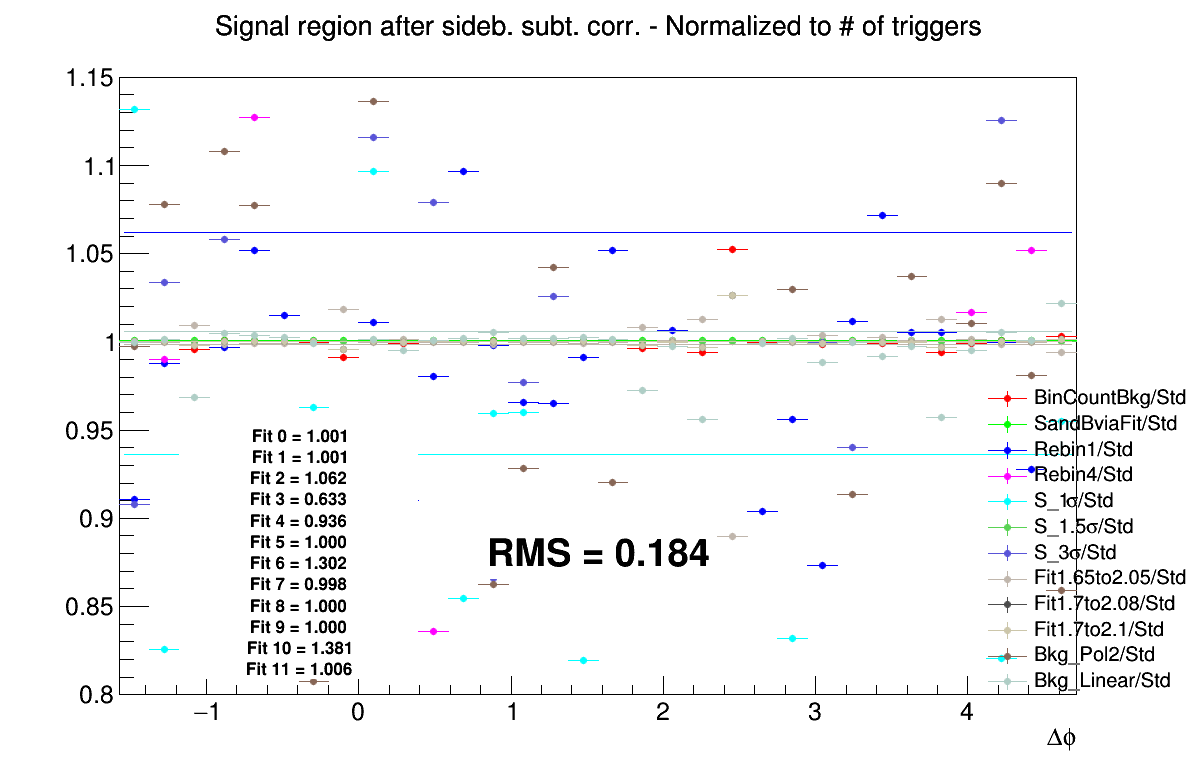 Signal region after sideb. subt. corr. - Normalized to # of triggers
1.15
1.1
1.05
1
0.95
0.9
0.85
0.8
Fit 0 = 1.001
Fit 1 = 1.001
Fit 2 = 1.062
Fit 3 = 0.633
Fit 4 = 0.936
Fit 5 = 1.000
Fit 6 = 1.302
Fit 7 = 0.998
Fit 8 = 1.000
Fit 9 = 1.000
Fit 10 = 1.381
Fit 11 = 1.006
RMS = 0.184
BinCountBkg/Std
SandBviaFit/Std
Rebin1/Std
Rebin4/Std
S_1σ/Std
S_1.5σ/Std
S_3σ/Std
Fit1.65to2.05/Std
Fit1.7to2.08/Std
Fit1.7to2.1/Std
Bkg_Pol2/Std
Bkg_Linear/Std
−1 0 1 2 3 4
Δϕ